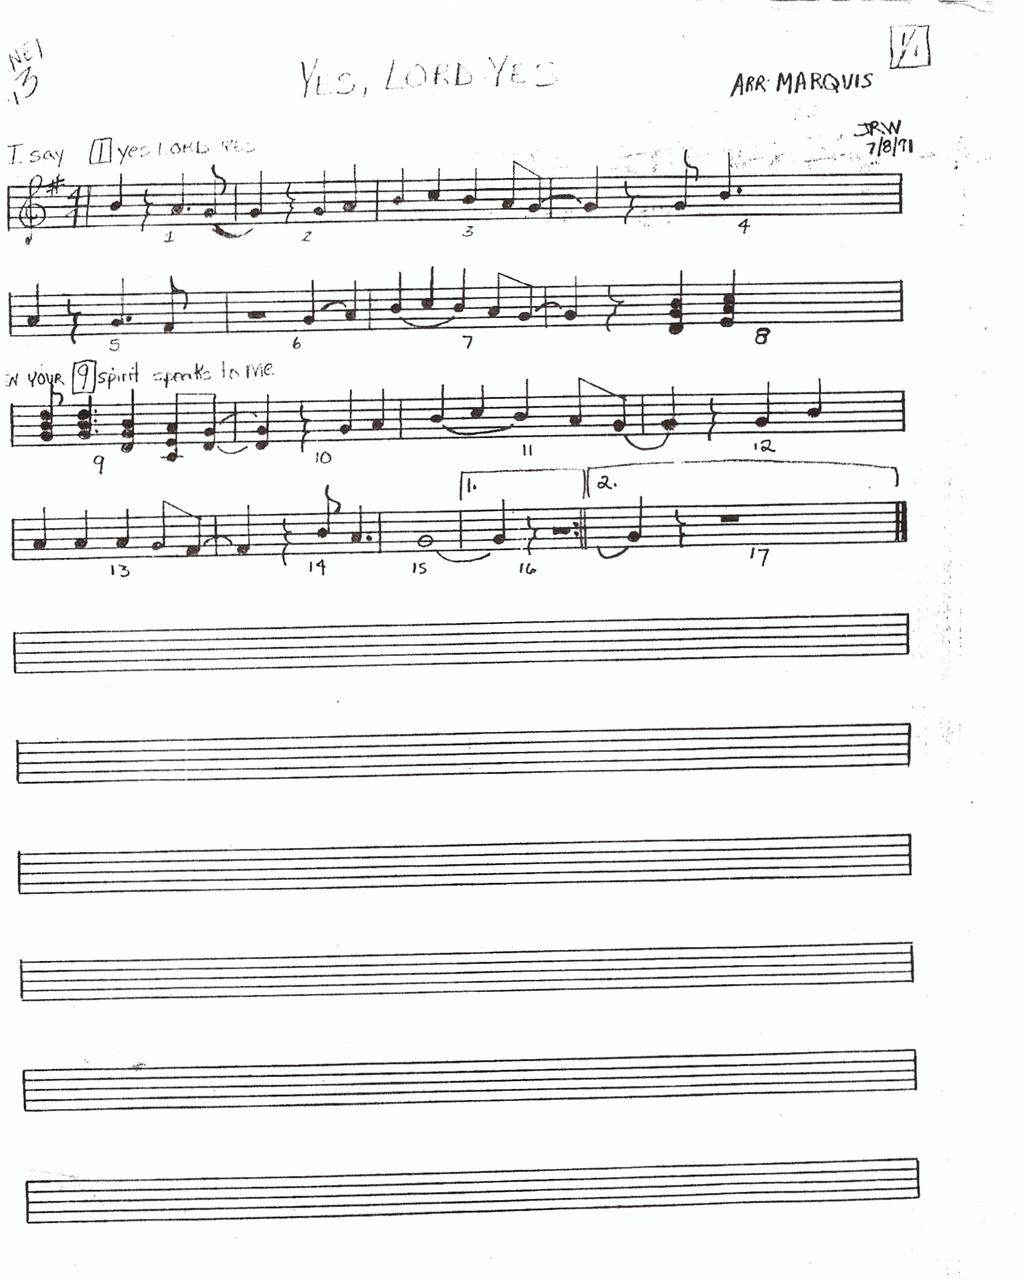 1/1
YES, LORD YES
ARR. MARQUIS
JRW
7/8/71
I say 1 yes LORD YES
1 2 3 4
5 6 7 8
EN YOUR 9 spirit speaks to me
9 10 11 12
1. 2.
13 14 15 16 17